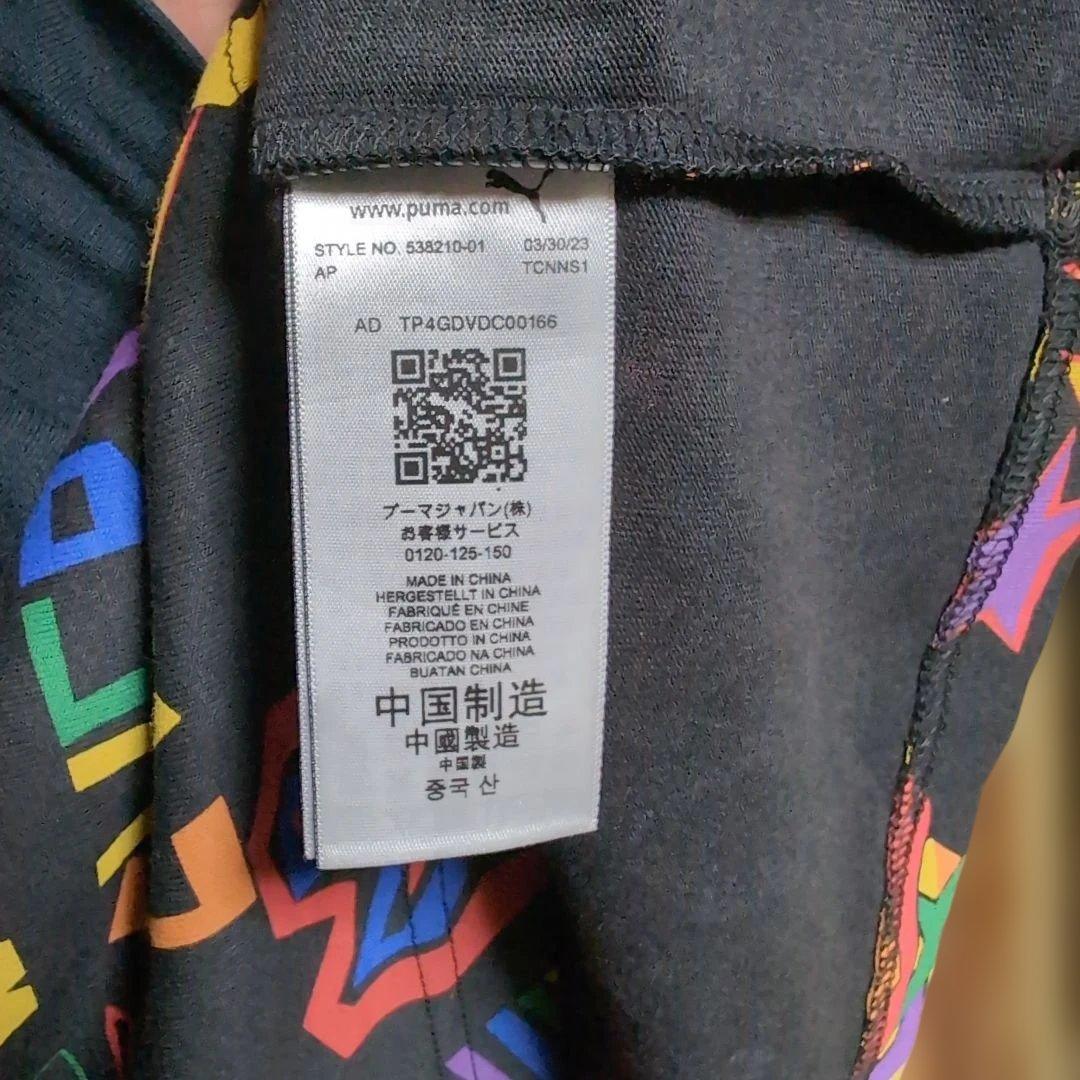 www.puma.com
STYLE NO. 538210-01 03/30/23
AP TCNNS1
AD TP4GDVDC00166
プーマジャパン(株)
お客様サービス
0120-125-150
MADE IN CHINA
HERGESTELLT IN CHINA
FABRIQUÉ EN CHINE
FABRICADO EN CHINA
PRODOTTO IN CHINA
FABRICADO NA CHINA
BUATAN CHINA
中国制造
中國製造
中国製
중국 산